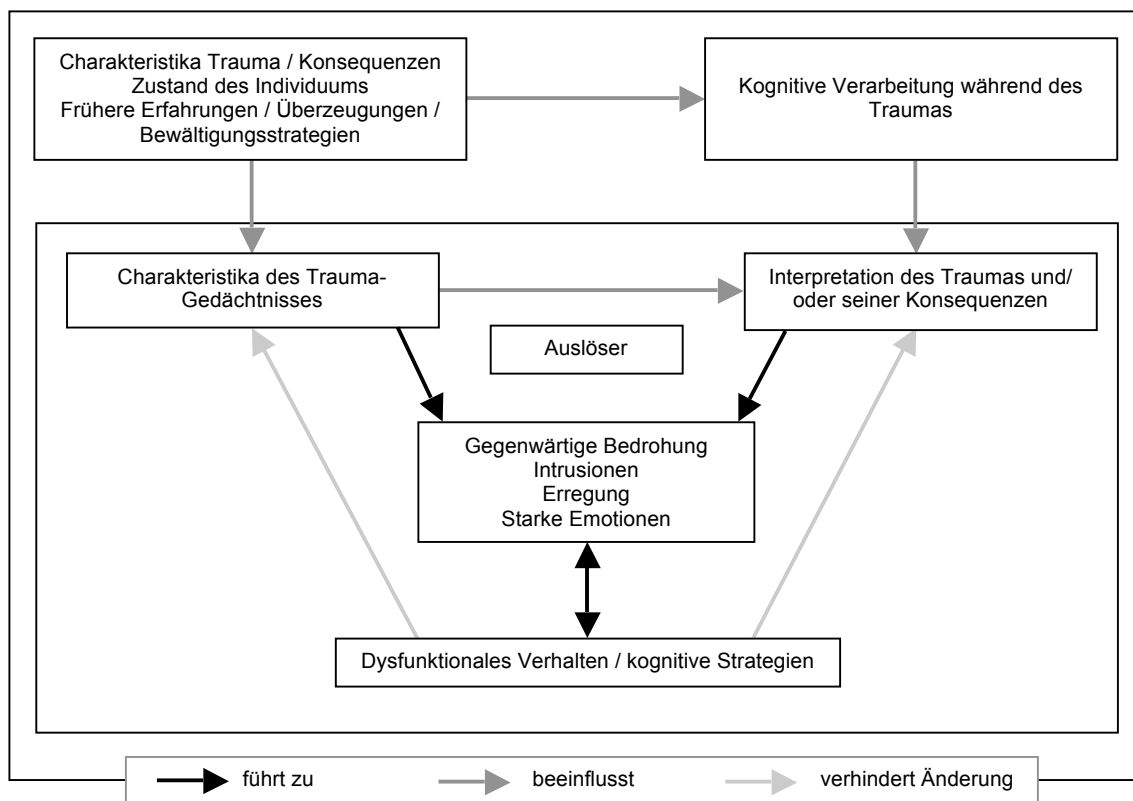 Charakteristika Trauma / Konsequenzen
Zustand des Individuums
Frühere Erfahrungen / Überzeugungen /
Bewältigungsstrategien
Kognitive Verarbeitung während des
Traumas
Charakteristika des Trauma-
Gedächtnisses
Interpretation des Traumas und/
oder seiner Konsequenzen
Auslöser
Gegenwärtige Bedrohung
Intrusionen
Erregung
Starke Emotionen
Dysfunktionales Verhalten / kognitive Strategien
führt zu
beeinflusst
verhindert Änderung